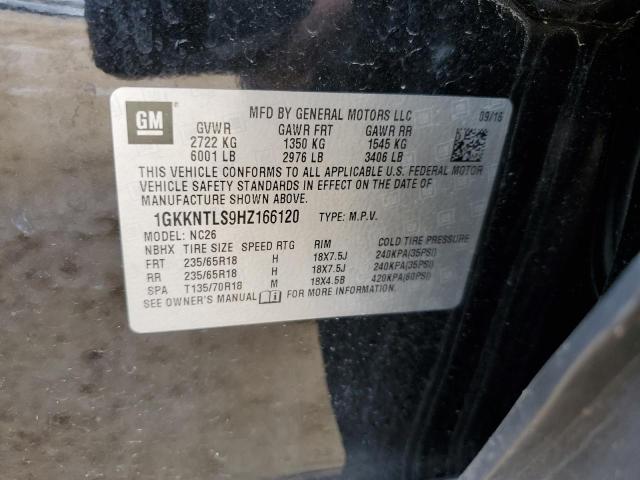 GM
MFD BY GENERAL MOTORS LLC 09/16
GVWR GAWR FRT GAWR RR
2722 KG 1350 KG 1545 KG
6001 LB 2976 LB 3406 LB
THIS VEHICLE CONFORMS TO ALL APPLICABLE U.S. FEDERAL MOTOR
VEHICLE SAFETY STANDARDS IN EFFECT ON THE DATE OF
MANUFACTURE SHOWN ABOVE.
1GKKNTLS9HZ166120 TYPE: M.P.V.
MODEL: NC26
NBHX TIRE SIZE SPEED RTG RIM COLD TIRE PRESSURE
FRT 235/65R18 H 18X7.5J 240KPA(35PSI)
RR 235/65R18 H 18X7.5J 240KPA(35PSI)
SPA T135/70R18 M 18X4.5B 420KPA(60PSI)
SEE OWNER'S MANUAL FOR MORE INFORMATION